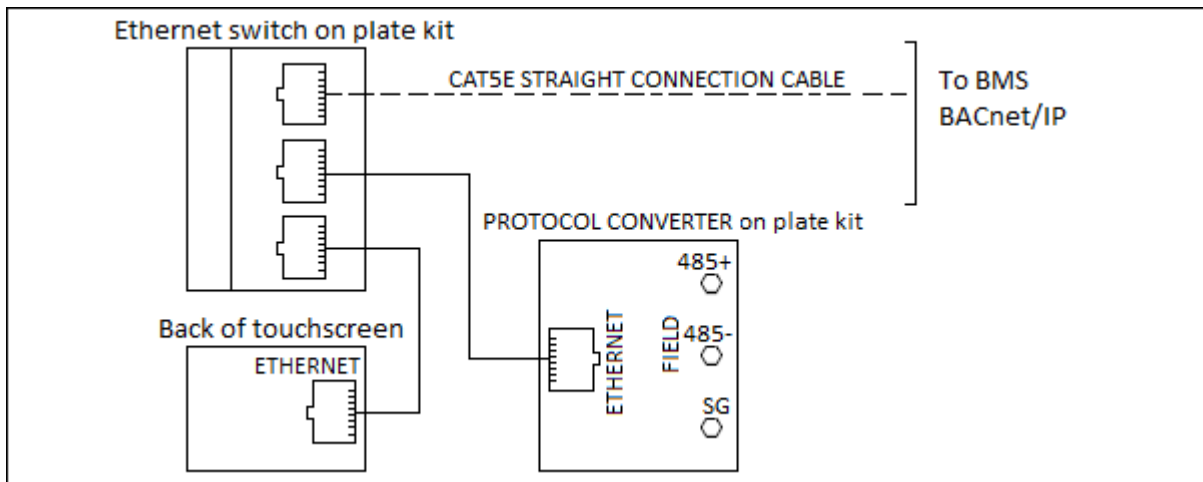 Ethernet switch on plate kit
CAT5E STRAIGHT CONNECTION CABLE
To BMS
BACnet/IP
PROTOCOL CONVERTER on plate kit
485+
ETHERNET
FIELD
485-
SG
Back of touchscreen
ETHERNET